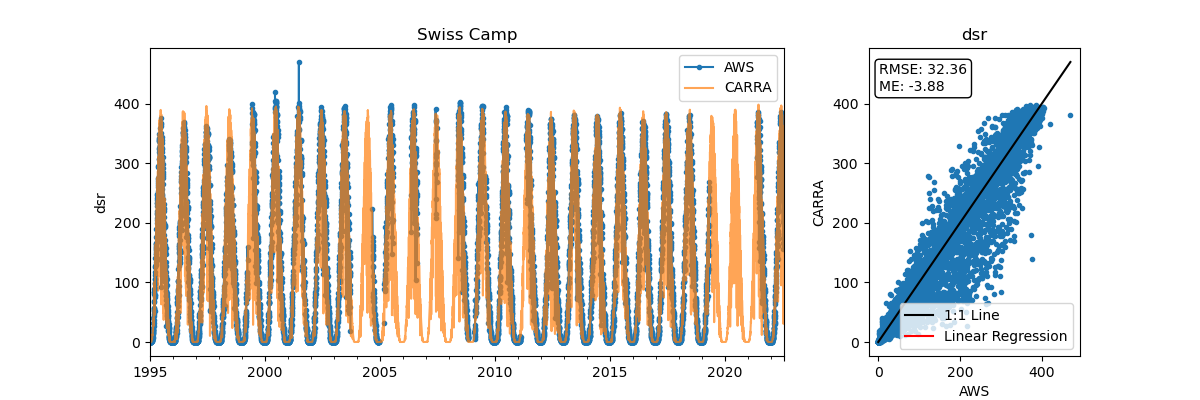 Swiss Camp
dsr
400
300
200
100
0
1995
2000
2005
2010
2015
2020
AWS
CARRA
dsr
RMSE: 32.36
ME: -3.88
CARRA
400
300
200
100
0
0
200
400
AWS
1:1 Line
Linear Regression